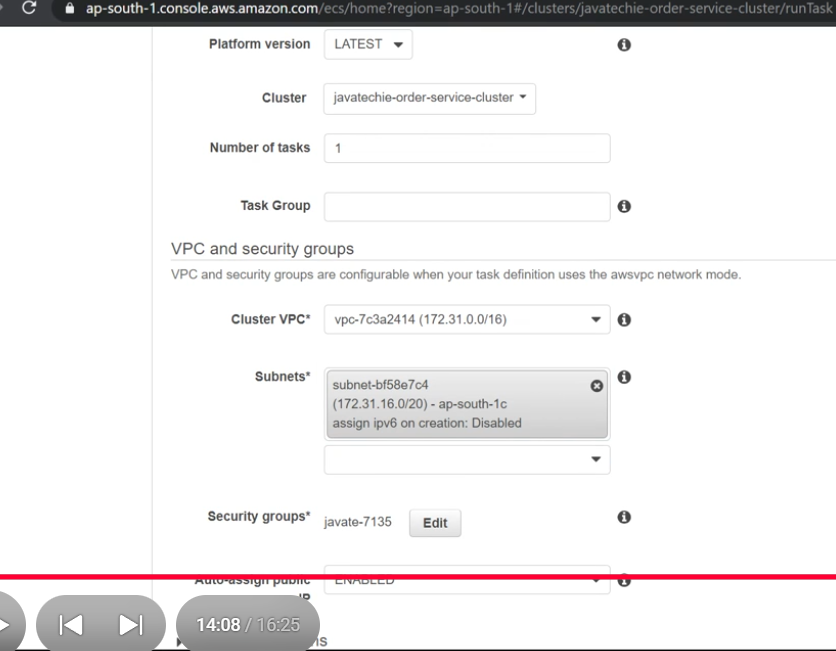 ap-south-1.console.aws.amazon.com/ecs/home?region=ap-south-1#/clusters/javatechie-order-service-cluster/runTask
Platform version LATEST
Cluster javatechie-order-service-cluster
Number of tasks 1
Task Group
VPC and security groups
VPC and security groups are configurable when your task definition uses the awsvpc network mode.
Cluster VPC* vpc-7c3a2414 (172.31.0.0/16)
Subnets* subnet-bf58e7c4
(172.31.16.0/20) - ap-south-1c
assign ipv6 on creation: Disabled
Security groups* javate-7135 Edit
Auto-assign public ENABLED
IP
14:08 / 16:25